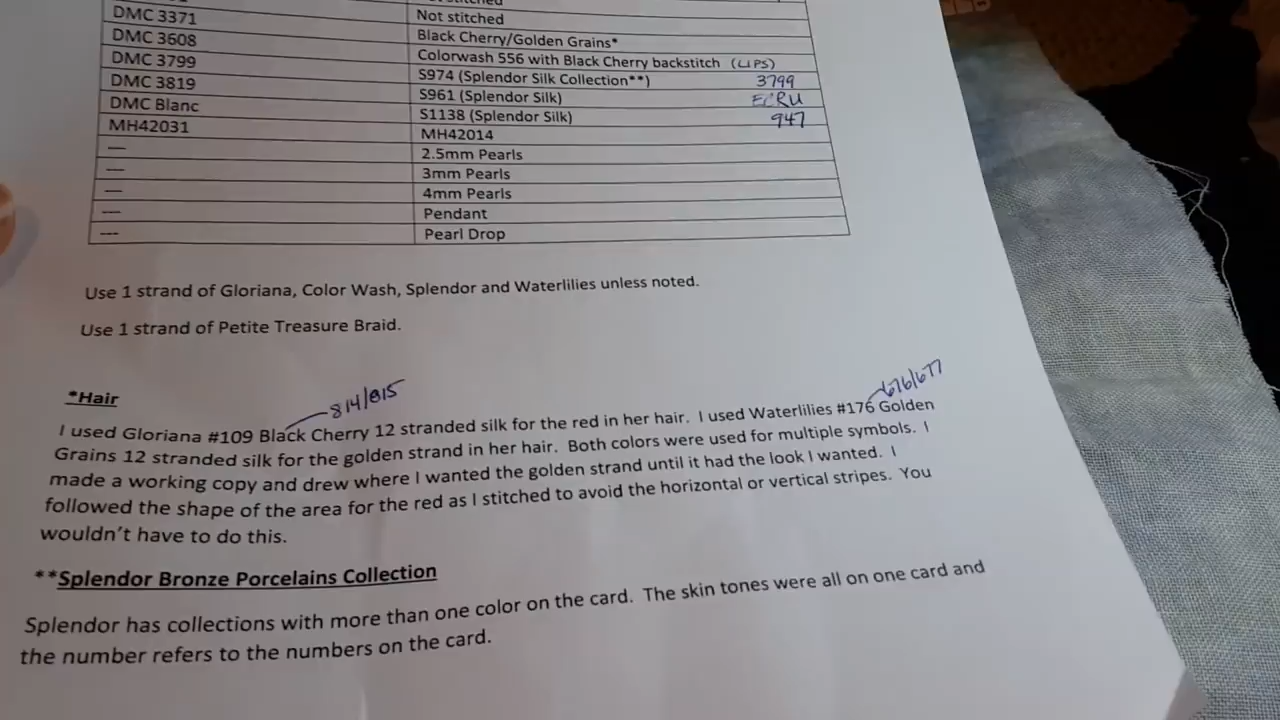 Not stitched
DMC 3371 Black Cherry/Golden Grains*
DMC 3608 Colorwash 556 with Black Cherry backstitch (LIPS)
DMC 3799 S974 (Splendor Silk Collection**) 3799
DMC 3819 S961 (Splendor Silk) ECRU
DMC Blanc S1138 (Splendor Silk) 947
MH42031 MH42014
--- 2.5mm Pearls
--- 3mm Pearls
--- 4mm Pearls
--- Pendant
--- Pearl Drop
Use 1 strand of Gloriana, Color Wash, Splendor and Waterlilies unless noted.
Use 1 strand of Petite Treasure Braid.
*Hair
814/815 676/677
I used Gloriana #109 Black Cherry 12 stranded silk for the red in her hair. I used Waterlilies #176 Golden
Grains 12 stranded silk for the golden strand in her hair. Both colors were used for multiple symbols. I
made a working copy and drew where I wanted the golden strand until it had the look I wanted. I
followed the shape of the area for the red as I stitched to avoid the horizontal or vertical stripes. You
wouldn't have to do this.
**Splendor Bronze Porcelains Collection
Splendor has collections with more than one color on the card. The skin tones were all on one card and
the number refers to the numbers on the card.